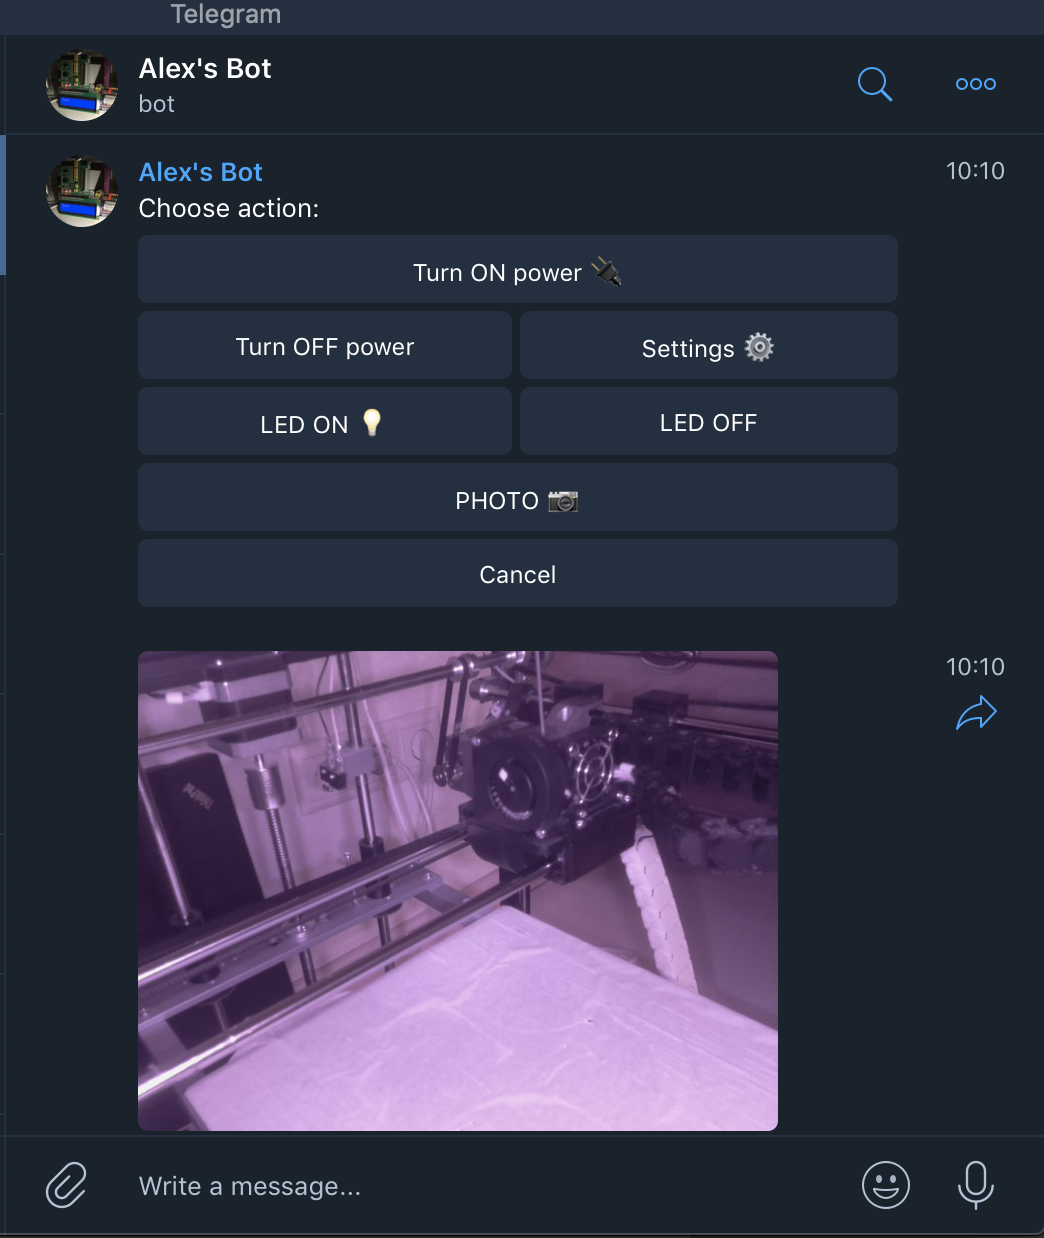 Telegram
Alex's Bot
bot
Alex's Bot
10:10
Choose action:
Turn ON power 🔌
Turn OFF power
Settings ⚙️
LED ON 💡
LED OFF
PHOTO 📷
Cancel
10:10
Write a message...